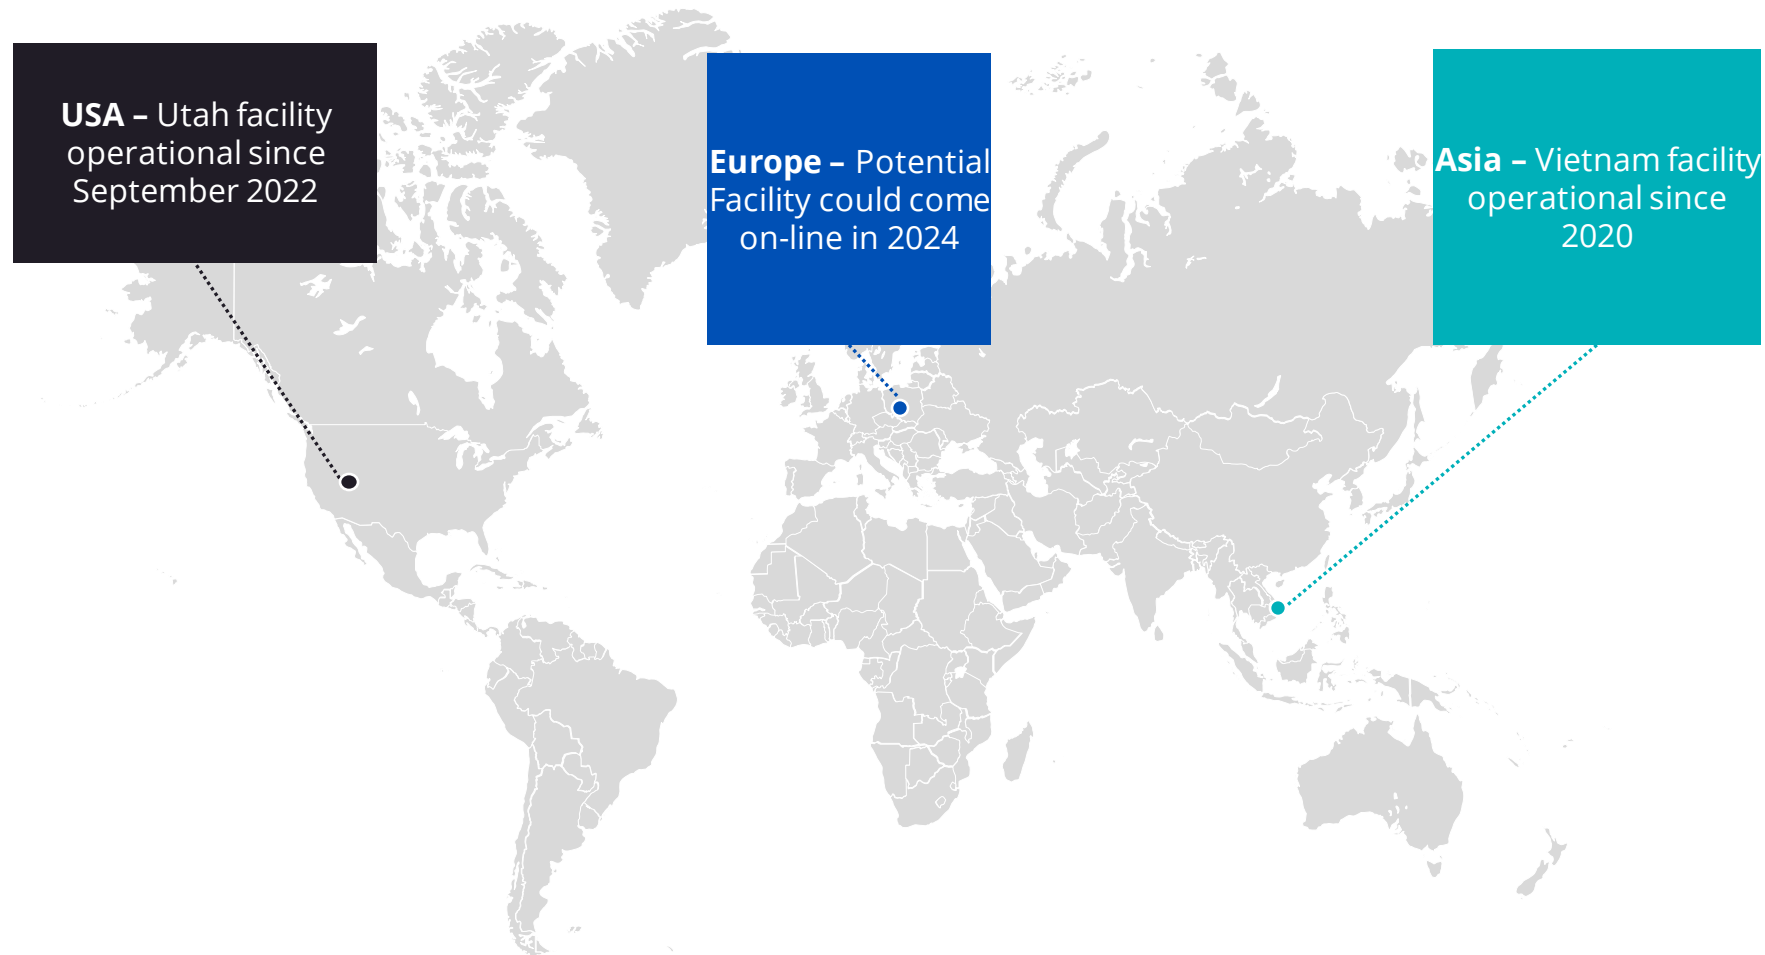 USA – Utah facility
operational since
September 2022
Europe – Potential
Facility could come
on-line in 2024
Asia – Vietnam facility
operational since
2020